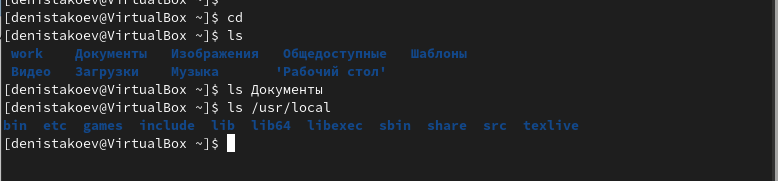 [denistakoev@VirtualBox ~]$
[denistakoev@VirtualBox ~]$ cd
[denistakoev@VirtualBox ~]$ ls
work Документы Изображения Общедоступные Шаблоны
Видео Загрузки Музыка 'Рабочий стол'
[denistakoev@VirtualBox ~]$ ls Документы
[denistakoev@VirtualBox ~]$ ls /usr/local
bin etc games include lib lib64 libexec sbin share src texlive
[denistakoev@VirtualBox ~]$